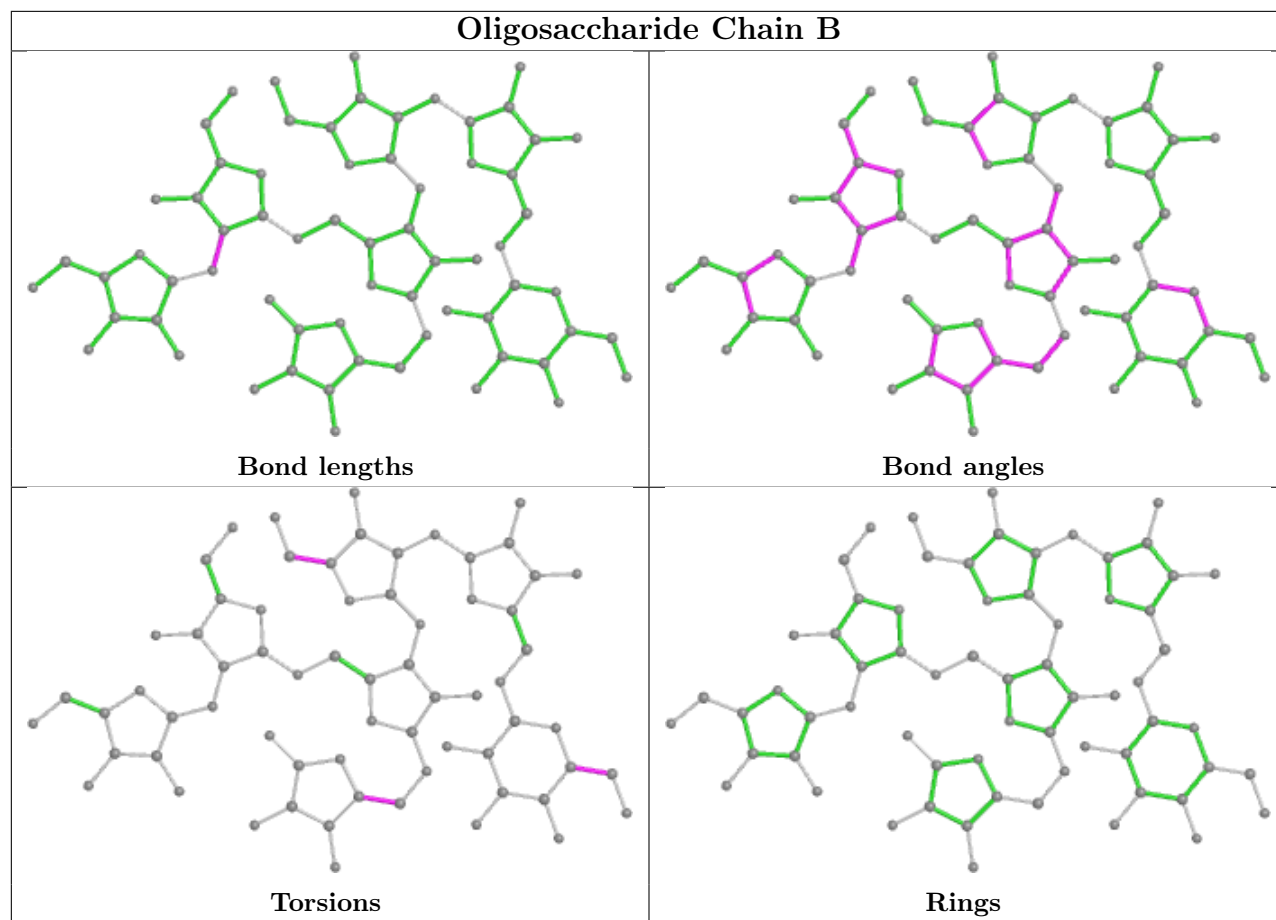 Oligosaccharide Chain B
Bond lengths
Bond angles
Torsions
Rings